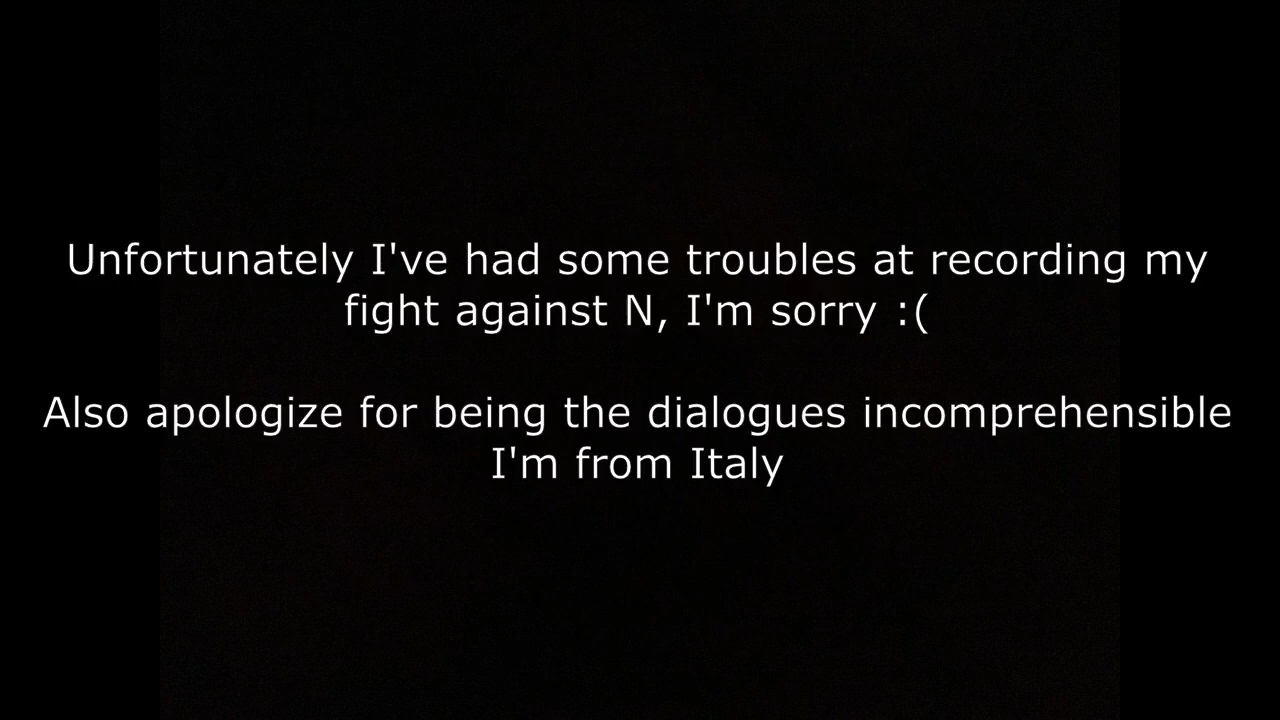 Unfortunately I've had some troubles at recording my
fight against N, I'm sorry :(
Also apologize for being the dialogues incomprehensible
I'm from Italy